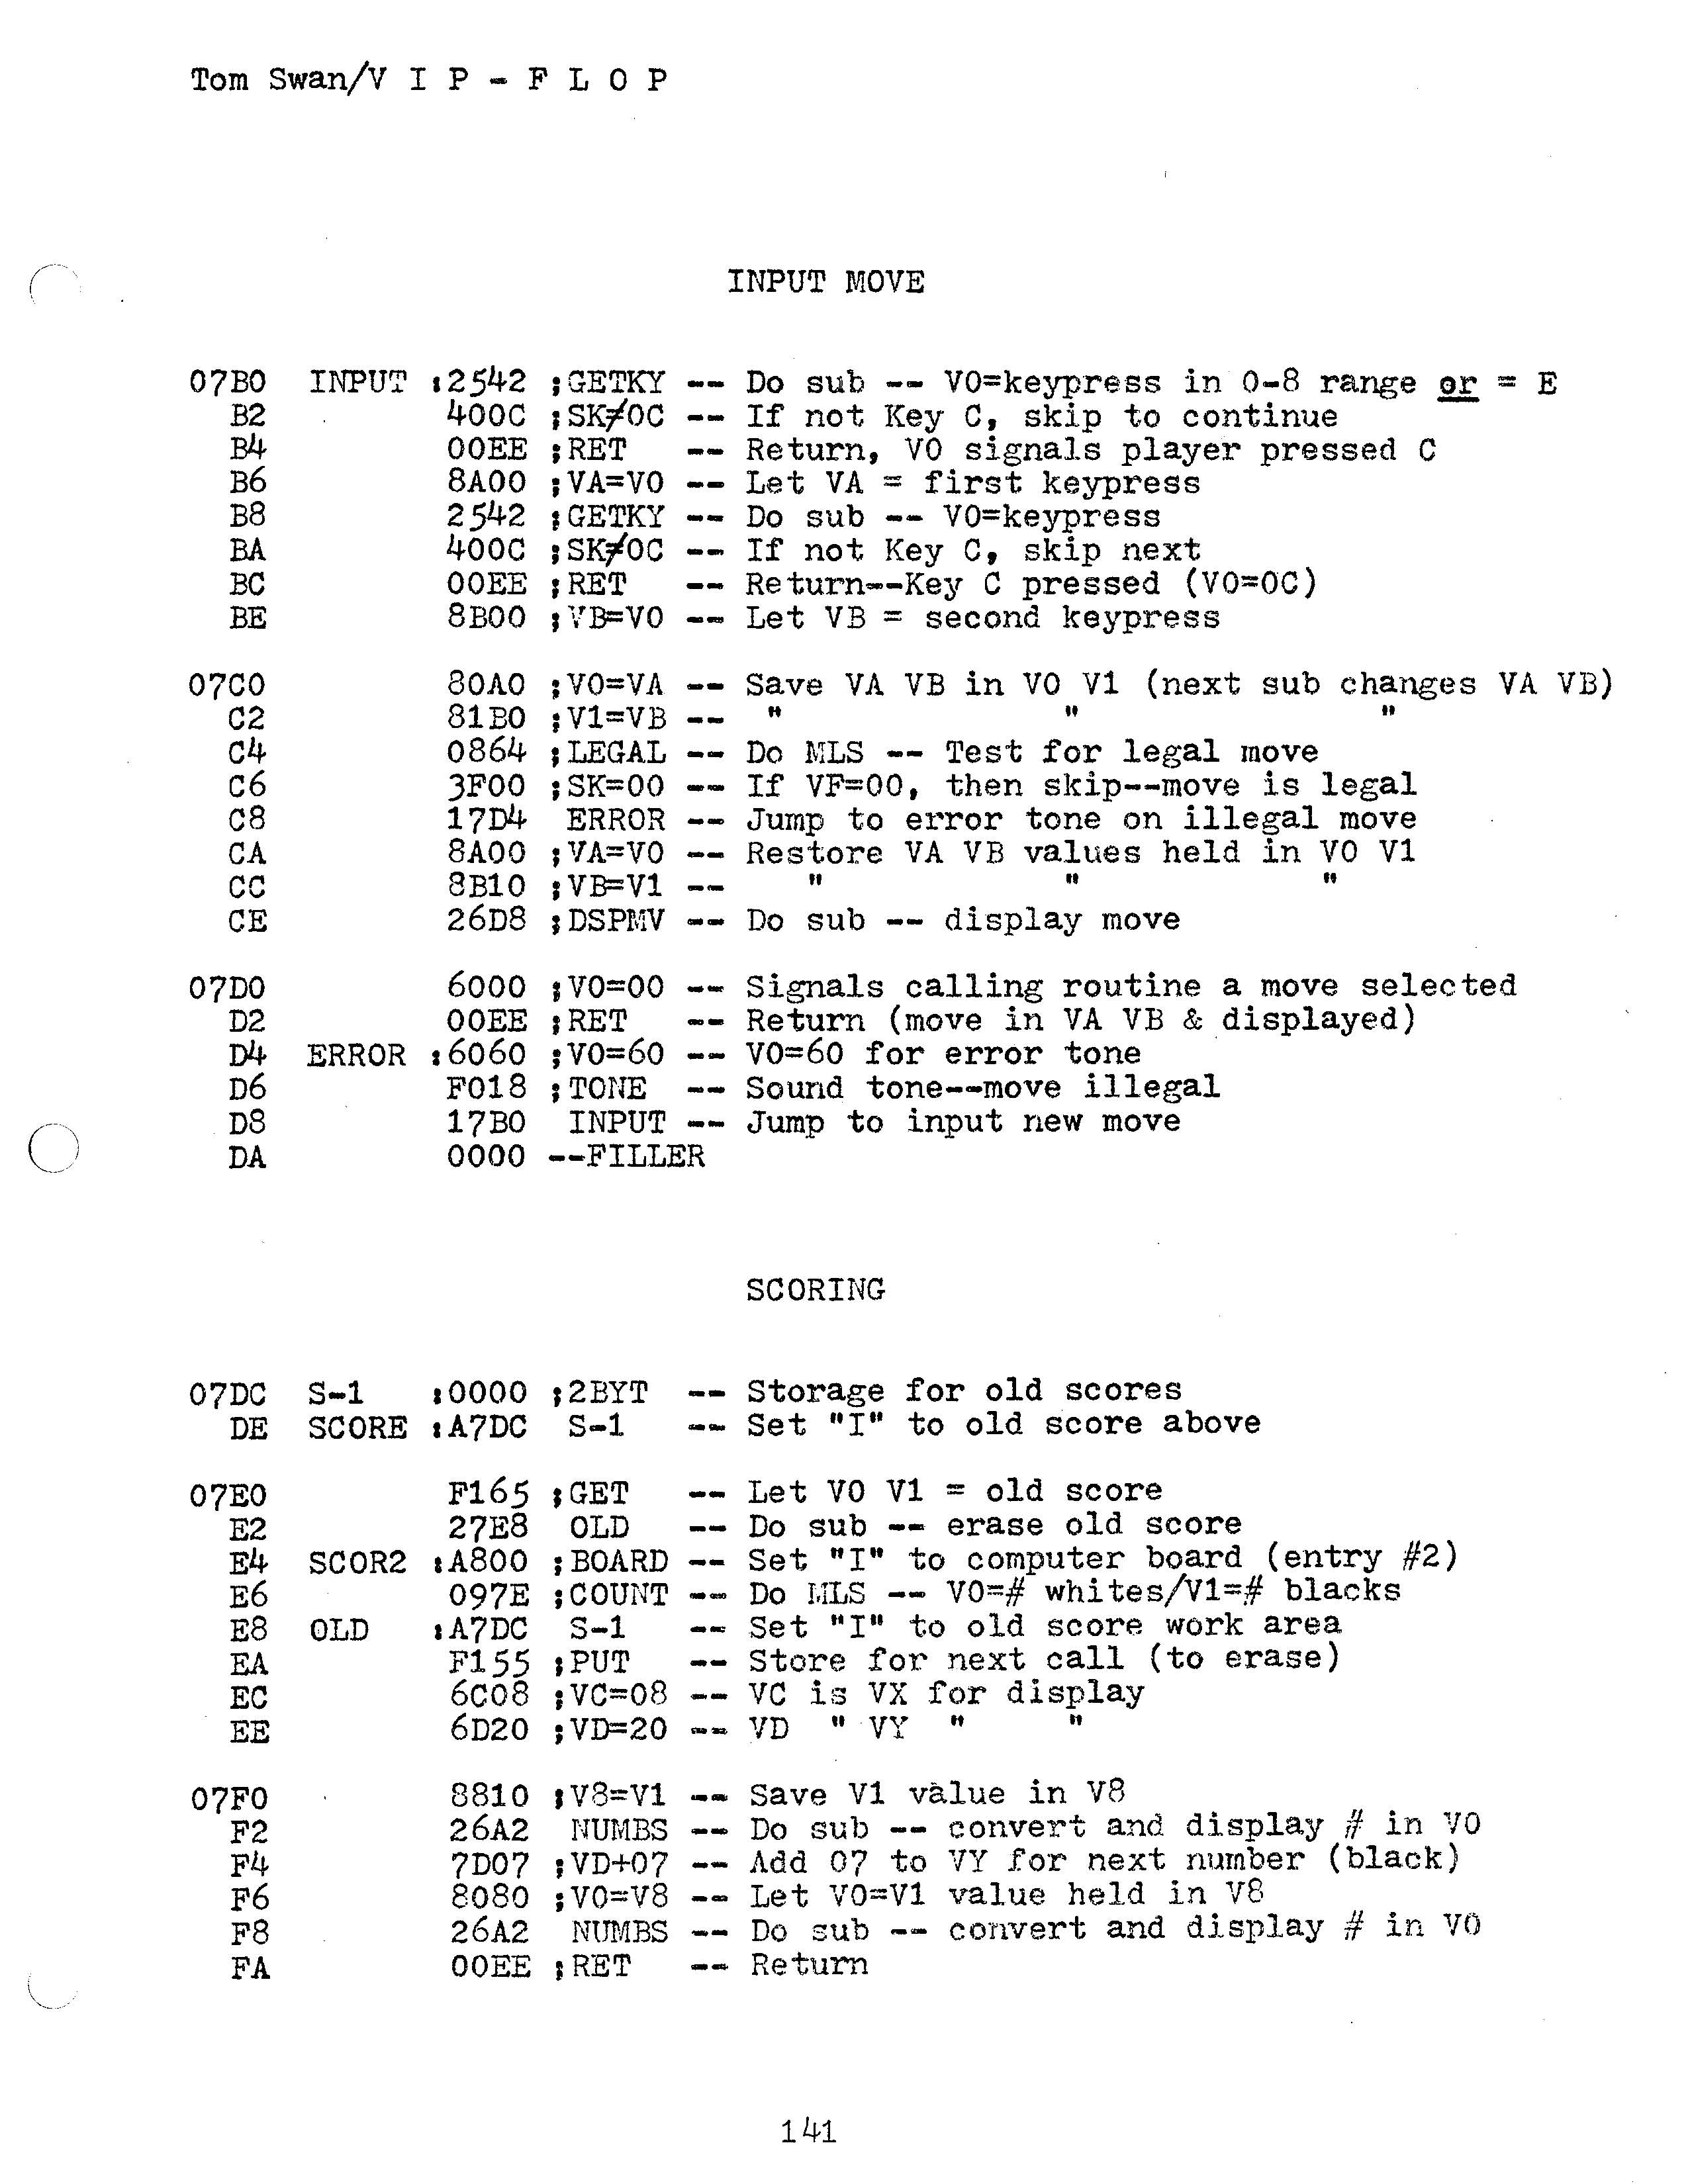 Tom Swan/V I P - F L O P
INPUT MOVE
07B0 INPUT :2542 ;GETKY -- Do sub -- V0=keypress in 0-8 range or = E
B2 400C ;SK≠0C -- If not Key C, skip to continue
B4 00EE ;RET -- Return, V0 signals player pressed C
B6 8A00 ;VA=V0 -- Let VA = first keypress
B8 2542 ;GETKY -- Do sub -- V0=keypress
BA 400C ;SK≠0C -- If not Key C, skip next
BC 00EE ;RET -- Return--Key C pressed (V0=0C)
BE 8B00 ;VB=V0 -- Let VB = second keypress
07C0 80A0 ;V0=VA -- Save VA VB in V0 V1 (next sub changes VA VB)
C2 81B0 ;V1=VB -- " " "
C4 0864 ;LEGAL -- Do MLS -- Test for legal move
C6 3F00 ;SK=00 -- If VF=00, then skip--move is legal
C8 17D4 ERROR -- Jump to error tone on illegal move
CA 8A00 ;VA=V0 -- Restore VA VB values held in V0 V1
CC 8B10 ;VB=V1 -- " " "
CE 26D8 ;DSPMV -- Do sub -- display move
07D0 6000 ;V0=00 -- Signals calling routine a move selected
D2 00EE ;RET -- Return (move in VA VB & displayed)
D4 ERROR :6060 ;V0=60 -- V0=60 for error tone
D6 F018 ;TONE -- Sound tone--move illegal
D8 17B0 INPUT -- Jump to input new move
DA 0000 --FILLER
SCORING
07DC S-1 :0000 ;2BYT -- Storage for old scores
DE SCORE :A7DC S-1 -- Set "I" to old score above
07E0 F165 ;GET -- Let V0 V1 = old score
E2 27E8 OLD -- Do sub -- erase old score
E4 SCOR2 :A800 ;BOARD -- Set "I" to computer board (entry #2)
E6 097E ;COUNT -- Do MLS -- V0=# whites/V1=# blacks
E8 OLD :A7DC S-1 -- Set "I" to old score work area
EA F155 ;PUT -- Store for next call (to erase)
EC 6C08 ;VC=08 -- VC is VX for display
EE 6D20 ;VD=20 -- VD " VY " "
07F0 8810 ;V8=V1 -- Save V1 value in V8
F2 26A2 NUMBS -- Do sub -- convert and display # in V0
F4 7D07 ;VD+07 -- Add 07 to VY for next number (black)
F6 8080 ;V0=V8 -- Let V0=V1 value held in V8
F8 26A2 NUMBS -- Do sub -- convert and display # in V0
FA 00EE ;RET -- Return
141